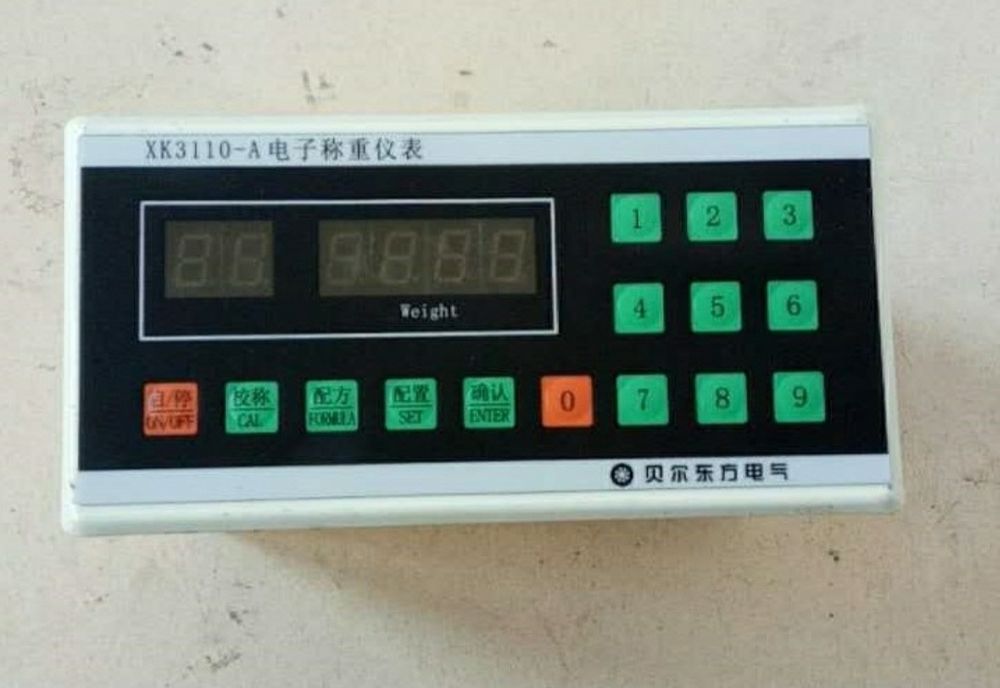 XK3110-A 电子称重仪表
Weight
1 2 3
4 5 6
自/停 校称 配方 配置 确认
ON/OFF CAL FORMULA SET ENTER
0 7 8 9
贝尔东方电气